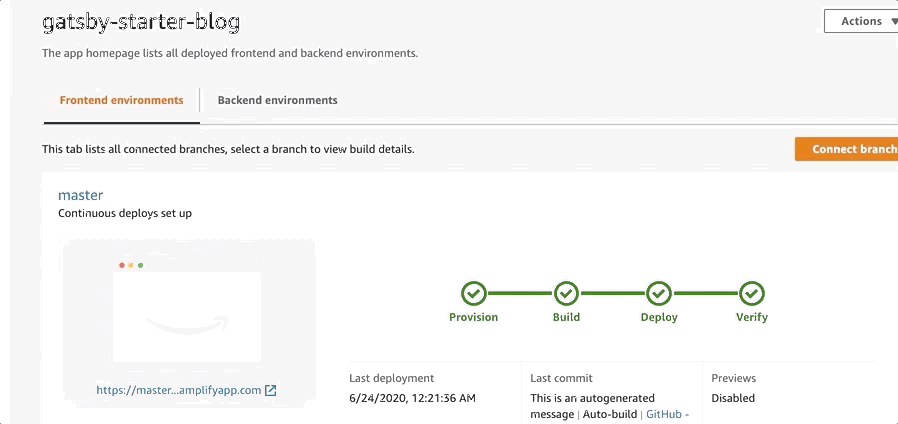 gatsby-starter-blog
Actions
The app homepage lists all deployed frontend and backend environments.
Frontend environments
Backend environments
This tab lists all connected branches, select a branch to view build details.
Connect branch
master
Continuous deploys set up
Provision
Build
Deploy
Verify
https://master...amplifyapp.com
Last deployment
6/24/2020, 12:21:36 AM
Last commit
This is an autogenerated
message | Auto-build | GitHub -
Previews
Disabled